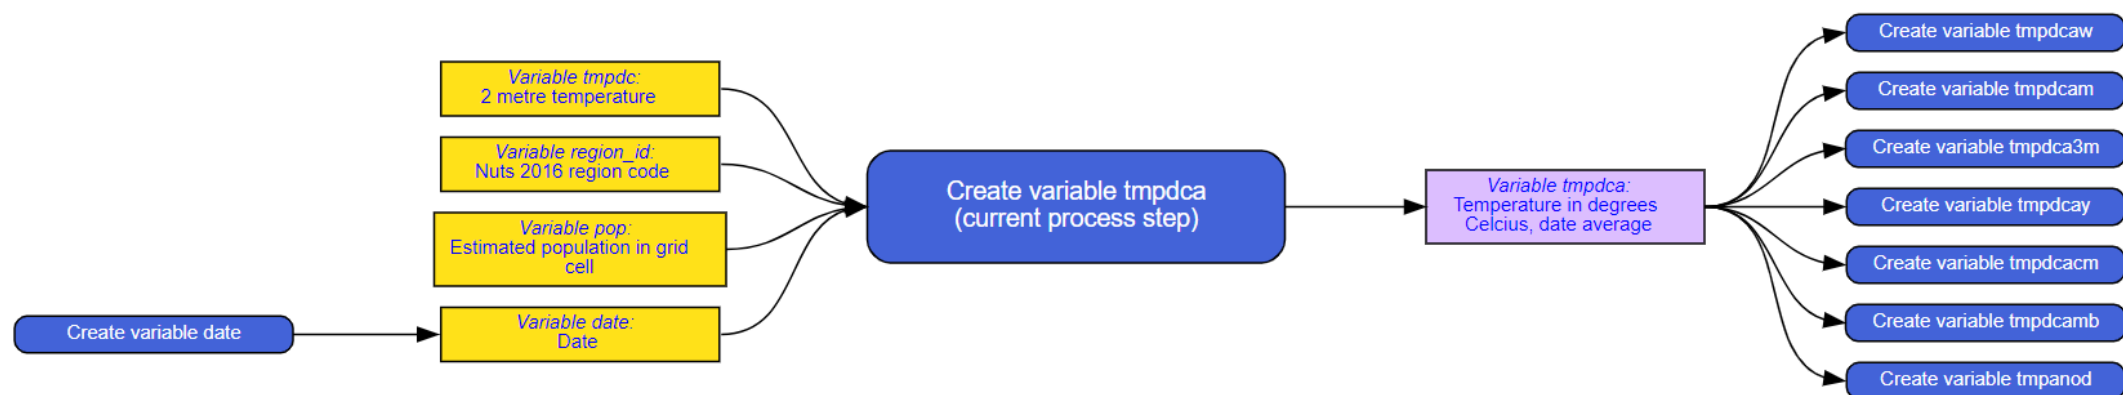 Create variable date
Variable tmpdc:
2 metre temperature
Variable region_id:
Nuts 2016 region code
Variable pop:
Estimated population in grid
cell
Variable date:
Date
Create variable tmpdca
(current process step)
Variable tmpdca:
Temperature in degrees
Celcius, date average
Create variable tmpdcaw
Create variable tmpdcam
Create variable tmpdca3m
Create variable tmpdcay
Create variable tmpdcacm
Create variable tmpdcamb
Create variable tmpanod